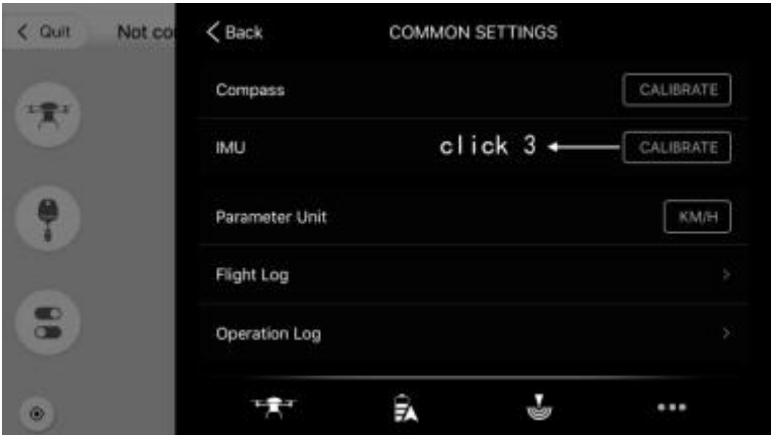 Quit
Not co
Back
COMMON SETTINGS
Compass
CALIBRATE
IMU
click 3
CALIBRATE
Parameter Unit
KM/H
Flight Log
Operation Log